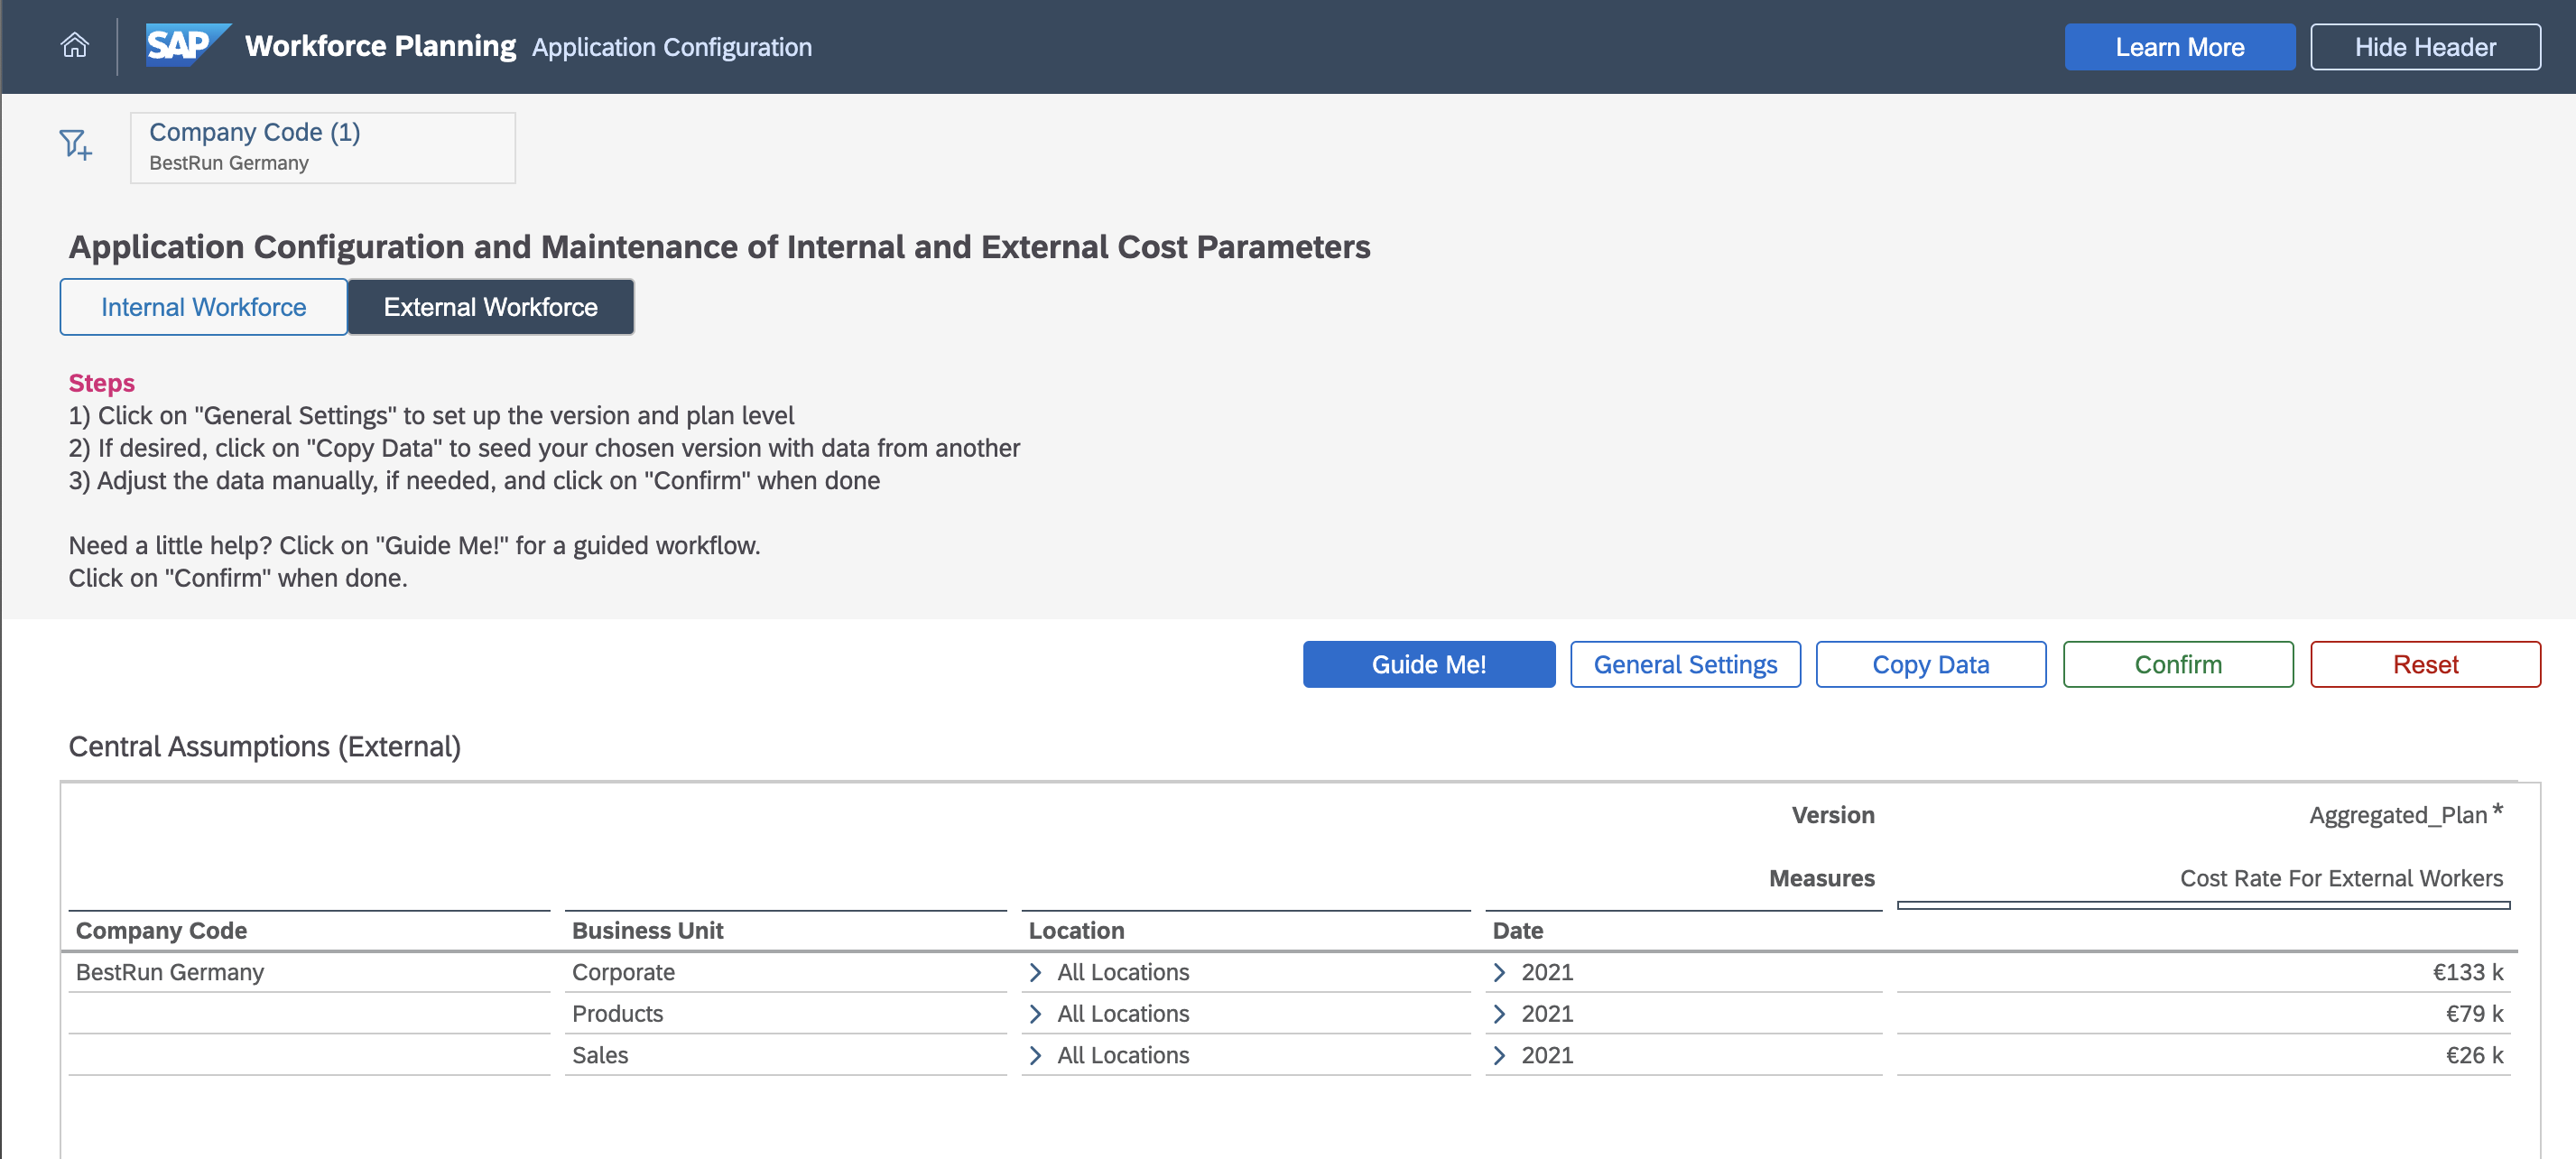 SAP Workforce Planning Application Configuration Learn More Hide Header
Company Code (1)
BestRun Germany
Application Configuration and Maintenance of Internal and External Cost Parameters
Internal Workforce External Workforce
Steps
1) Click on "General Settings" to set up the version and plan level
2) If desired, click on "Copy Data" to seed your chosen version with data from another
3) Adjust the data manually, if needed, and click on "Confirm" when done
Need a little help? Click on "Guide Me!" for a guided workflow.
Click on "Confirm" when done.
Guide Me! General Settings Copy Data Confirm Reset
Central Assumptions (External)
Version Aggregated_Plan*
Measures Cost Rate For External Workers
Company Code Business Unit Location Date
BestRun Germany Corporate All Locations 2021 €133 k
Products All Locations 2021 €79 k
Sales All Locations 2021 €26 k